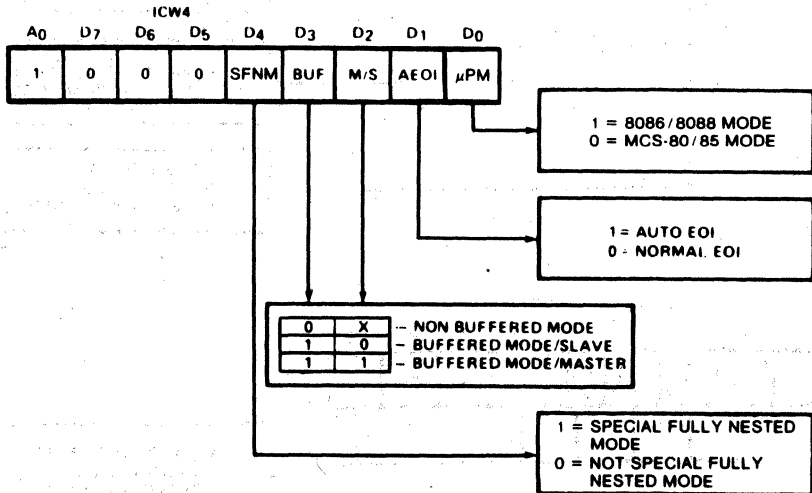 ICW4
A0 D7 D6 D5 D4 D3 D2 D1 D0
1 0 0 0 SFNM BUF M/S AEOI μPM
1 = 8086/8088 MODE
0 = MCS-80/85 MODE
1 = AUTO EOI
0 - NORMAL EOI
0 X – NON BUFFERED MODE
1 0 – BUFFERED MODE/SLAVE
1 1 – BUFFERED MODE/MASTER
1 = SPECIAL FULLY NESTED
MODE
0 = NOT SPECIAL FULLY
NESTED MODE